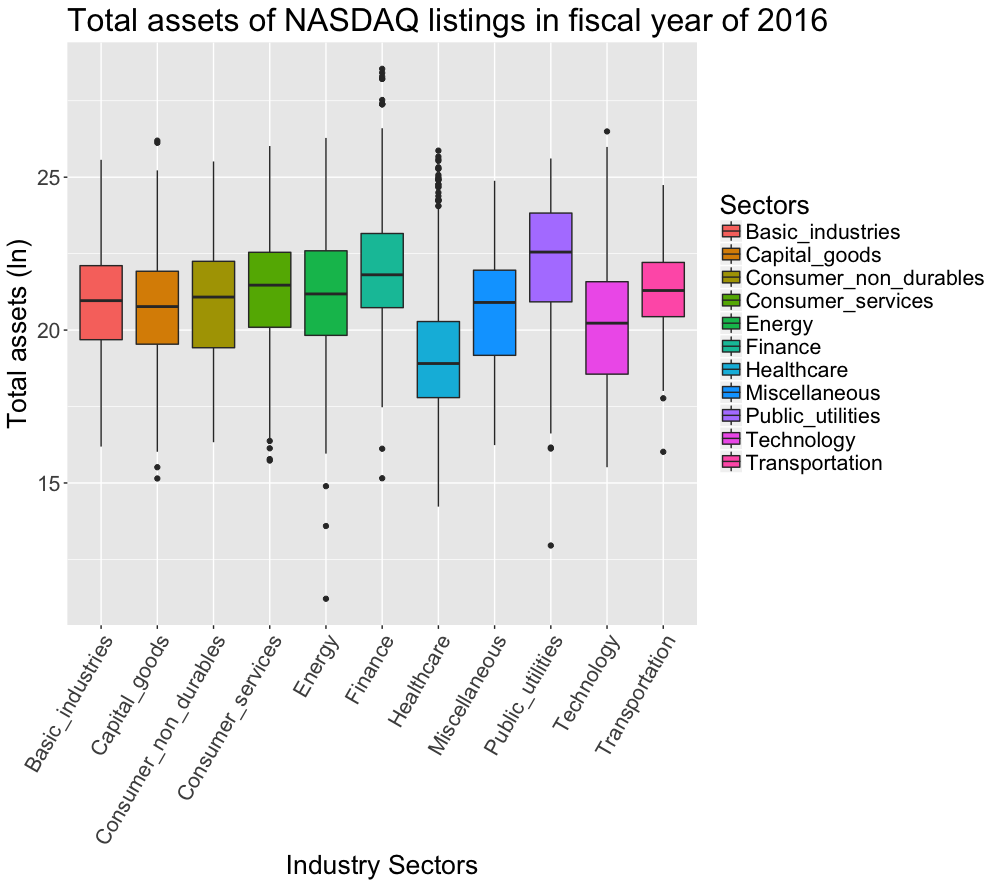 Total assets of NASDAQ listings in fiscal year of 2016
Total assets (ln)
25
20
15
Basic_industries
Capital_goods
Consumer_non_durables
Consumer_services
Energy
Finance
Healthcare
Miscellaneous
Public_utilities
Technology
Transportation
Industry Sectors
Sectors
Basic_industries
Capital_goods
Consumer_non_durables
Consumer_services
Energy
Finance
Healthcare
Miscellaneous
Public_utilities
Technology
Transportation